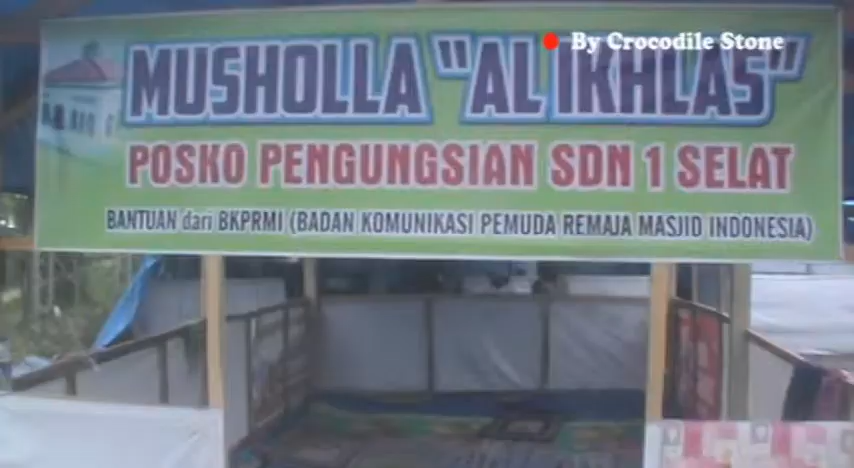 By Crocodile Stone
MUSHOLLA "AL IKHLAS"
POSKO PENGUNGSIAN SDN 1 SELAT
BANTUAN dari BKPRMI (BADAN KOMUNIKASI PEMUDA REMAJA MASJID INDONESIA)